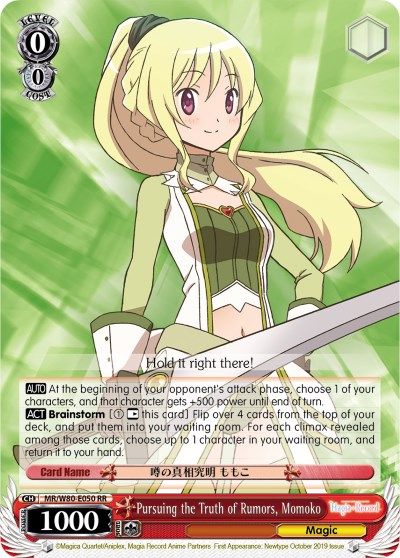 LEVEL
0
0
COST
Hold it right there!
AUTO At the beginning of your opponent's attack phase, choose 1 of your
characters, and that character gets +500 power until end of turn.
ACT Brainstorm [① this card] Flip over 4 cards from the top of your
deck, and put them into your waiting room. For each climax revealed
among those cards, choose up to 1 character in your waiting room, and
return it to your hand.
Card Name 噂の真相究明 ももこ
CH MR/W80-E050 RR
1000
Pursuing the Truth of Rumors, Momoko
Magia Record
Magic
©Magica Quartet/Aniplex, Magia Record Anime Partners First Appearance: Newtype October 2019 Issue